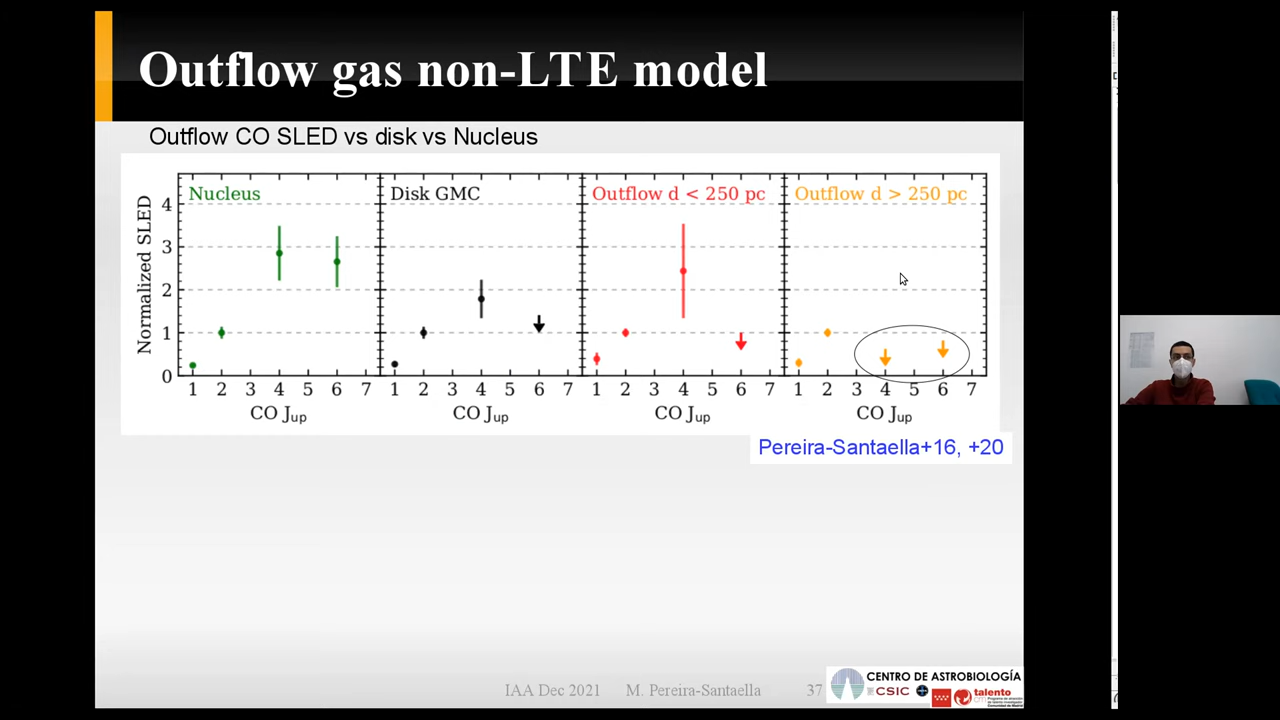 Outflow gas non-LTE model
Outflow CO SLED vs disk vs Nucleus
Nucleus
Disk GMC
Outflow d < 250 pc
Outflow d > 250 pc
Normalized SLED
4
3
2
1
0
1 2 3 4 5 6 7
1 2 3 4 5 6 7
1 2 3 4 5 6 7
1 2 3 4 5 6 7
CO Jup
CO Jup
CO Jup
CO Jup
Pereira-Santaella+16, +20
IAA Dec 2021 M. Pereira-Santaella 37
CENTRO DE ASTROBIOLOGÍA
CSIC
talento